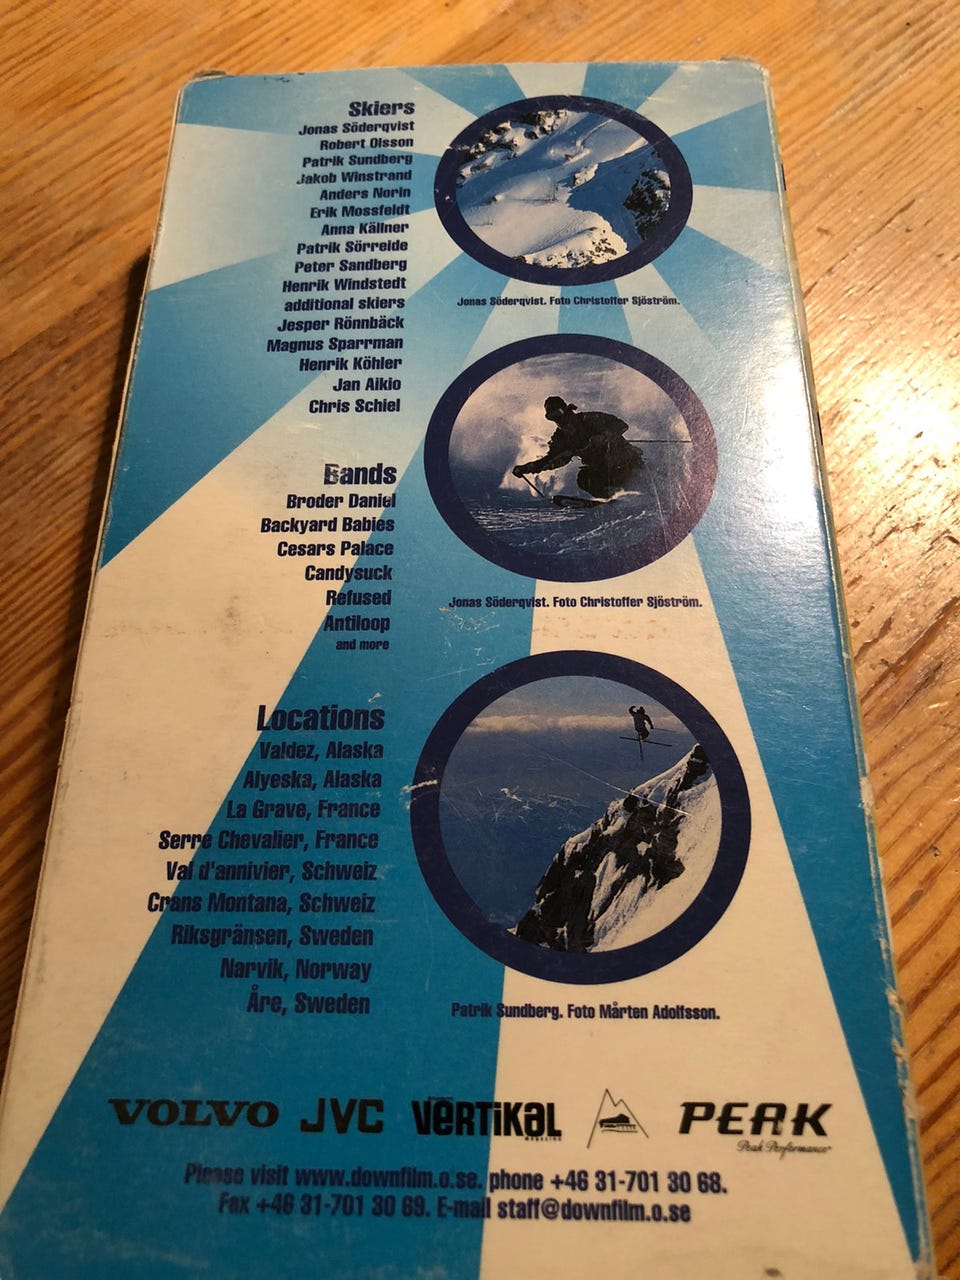 Skiers
Jonas Söderqvist
Robert Olsson
Patrik Sundberg
Jakob Winstrand
Anders Norin
Erik Mossfeldt
Anna Källner
Patrik Sörreide
Peter Sandberg
Henrik Windstedt
additional skiers
Jesper Rönnbäck
Magnus Sparrman
Henrik Köhler
Jan Aikio
Chris Schiel
Bands
Broder Daniel
Backyard Babies
Cesars Palace
Candysuck
Refused
Antiloop
and more
Locations
Valdez, Alaska
Alyeska, Alaska
La Grave, France
Serre Chevalier, France
Val d'annivier, Schweiz
Crans Montana, Schweiz
Riksgränsen, Sweden
Narvik, Norway
Åre, Sweden
Jonas Söderqvist. Foto Christoffer Sjöström.
Jonas Söderqvist. Foto Christoffer Sjöström.
Patrik Sundberg. Foto Mårten Adolfsson.
VOLVO JVC VERTiKAL PEAK
MAGAZINE Peak Performance
Please visit www.downfilm.o.se. phone +46 31-701 30 68.
Fax +46 31-701 30 69. E-mail staff@downfilm.o.se